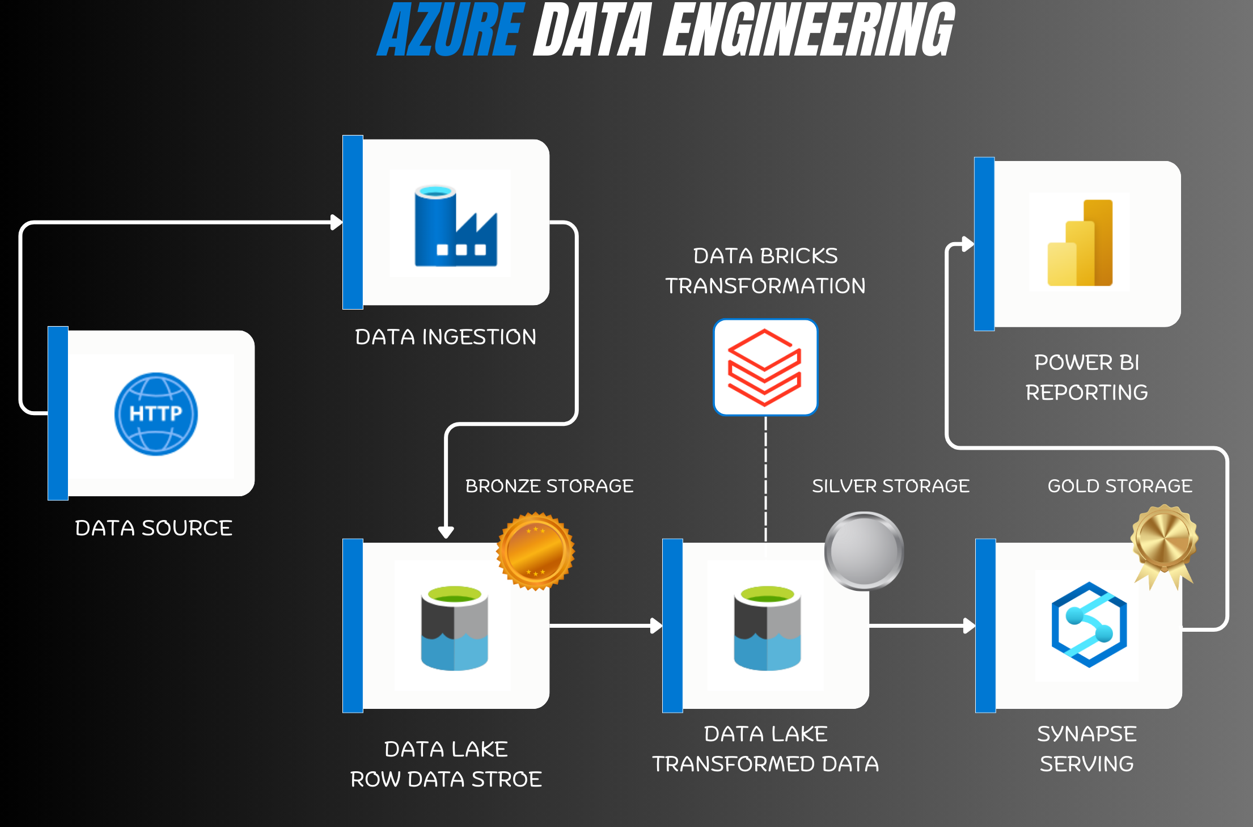 AZURE DATA ENGINEERING
DATA INGESTION
HTTP
DATA SOURCE
DATA BRICKS
TRANSFORMATION
POWER BI
REPORTING
BRONZE STORAGE
SILVER STORAGE
GOLD STORAGE
DATA LAKE
ROW DATA STROE
DATA LAKE
TRANSFORMED DATA
SYNAPSE
SERVING